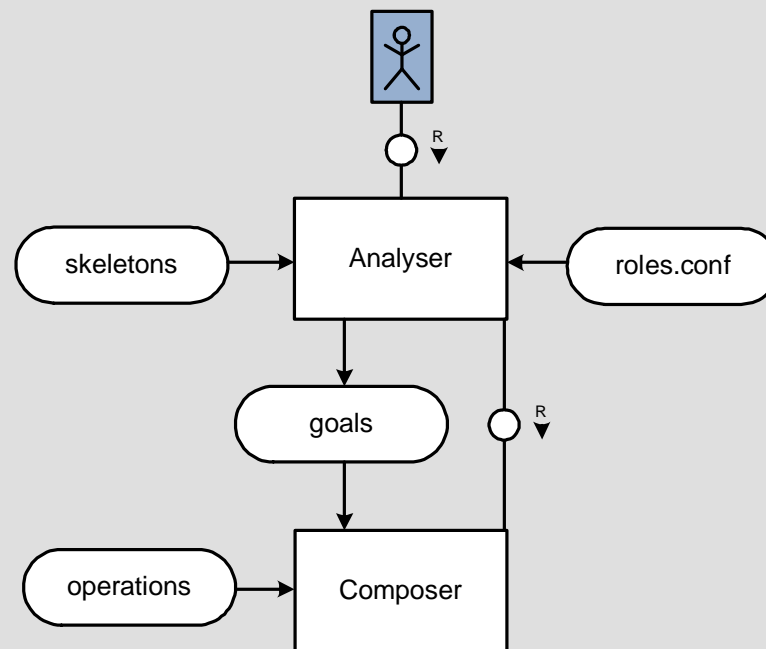 R
skeletons
Analyser
roles.conf
goals
R
operations
Composer